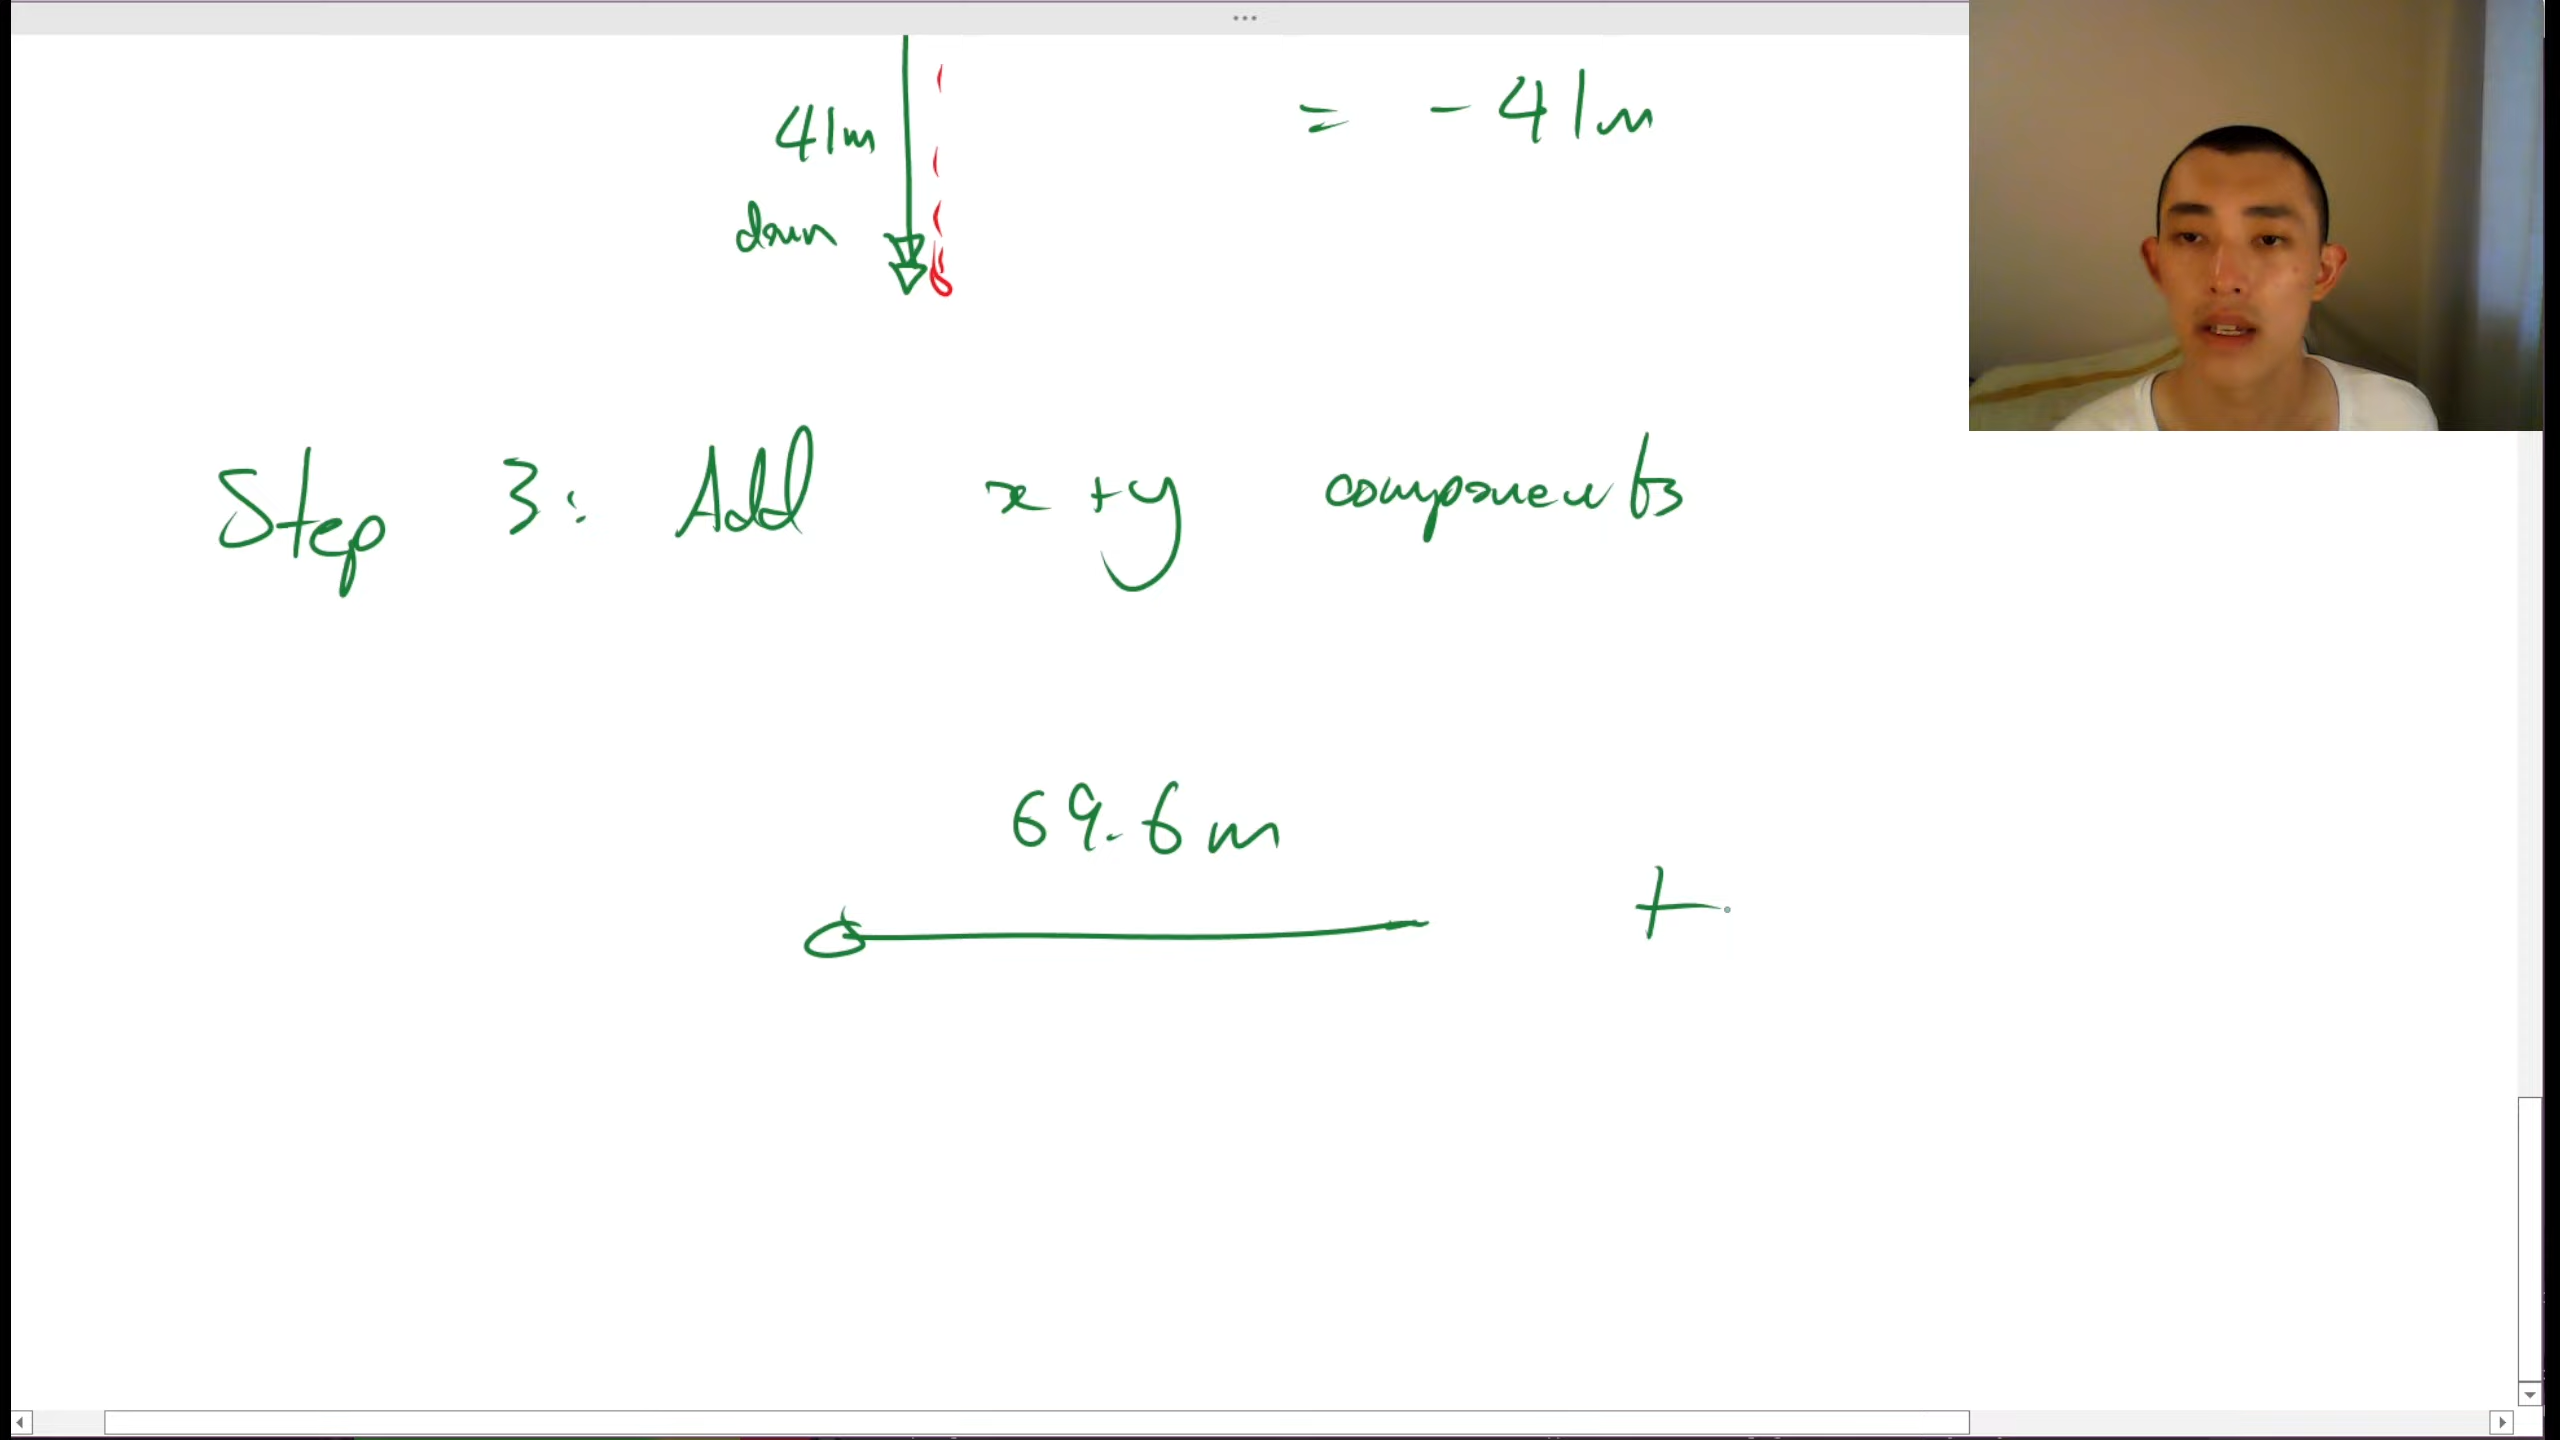 41m
= - 41m
down
Step 3: Add x + y components
69.6m
+